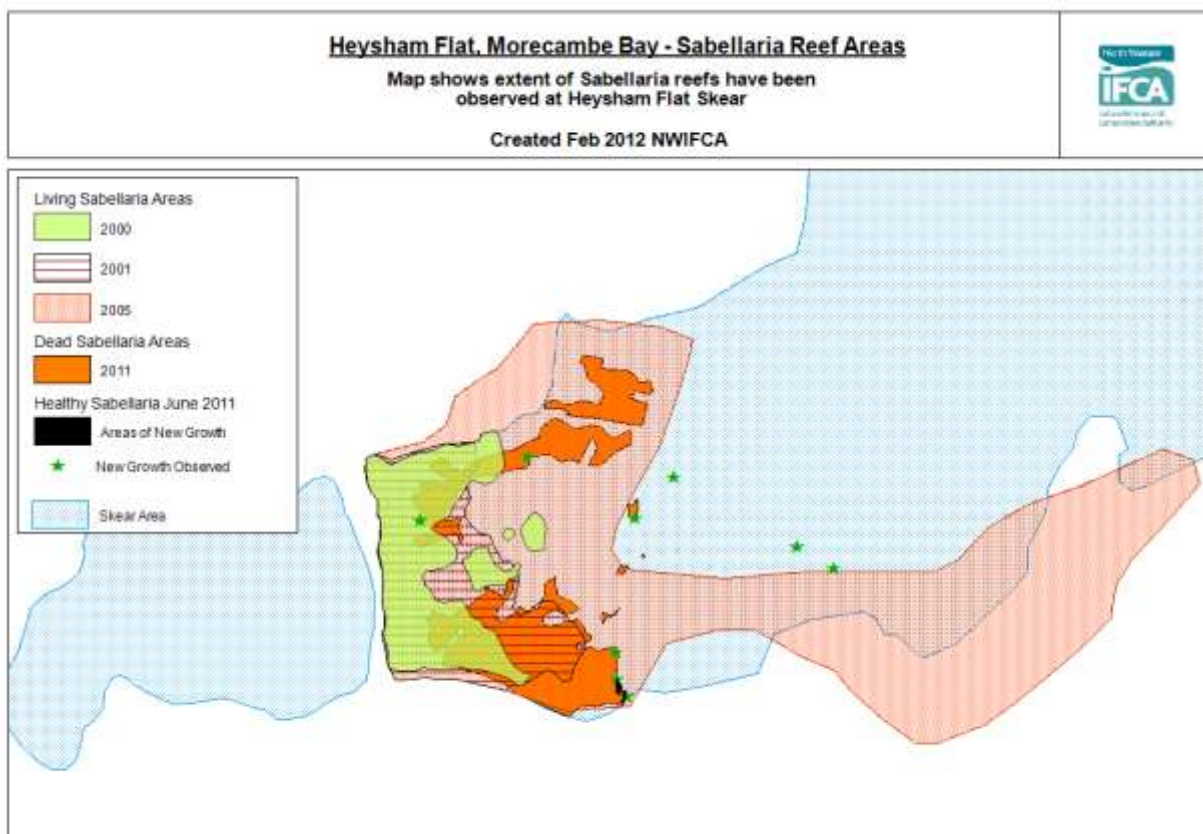 Heysham Flat, Morecambe Bay - Sabellaria Reef Areas
Map shows extent of Sabellaria reefs have been
observed at Heysham Flat Skear
Created Feb 2012 NWIFCA
North Western
IFCA
Living Sabellaria Areas
2000
2001
2005
Dead Sabellaria Areas
2011
Healthy Sabellaria June 2011
Areas of New Growth
New Growth Observed
Skear Area